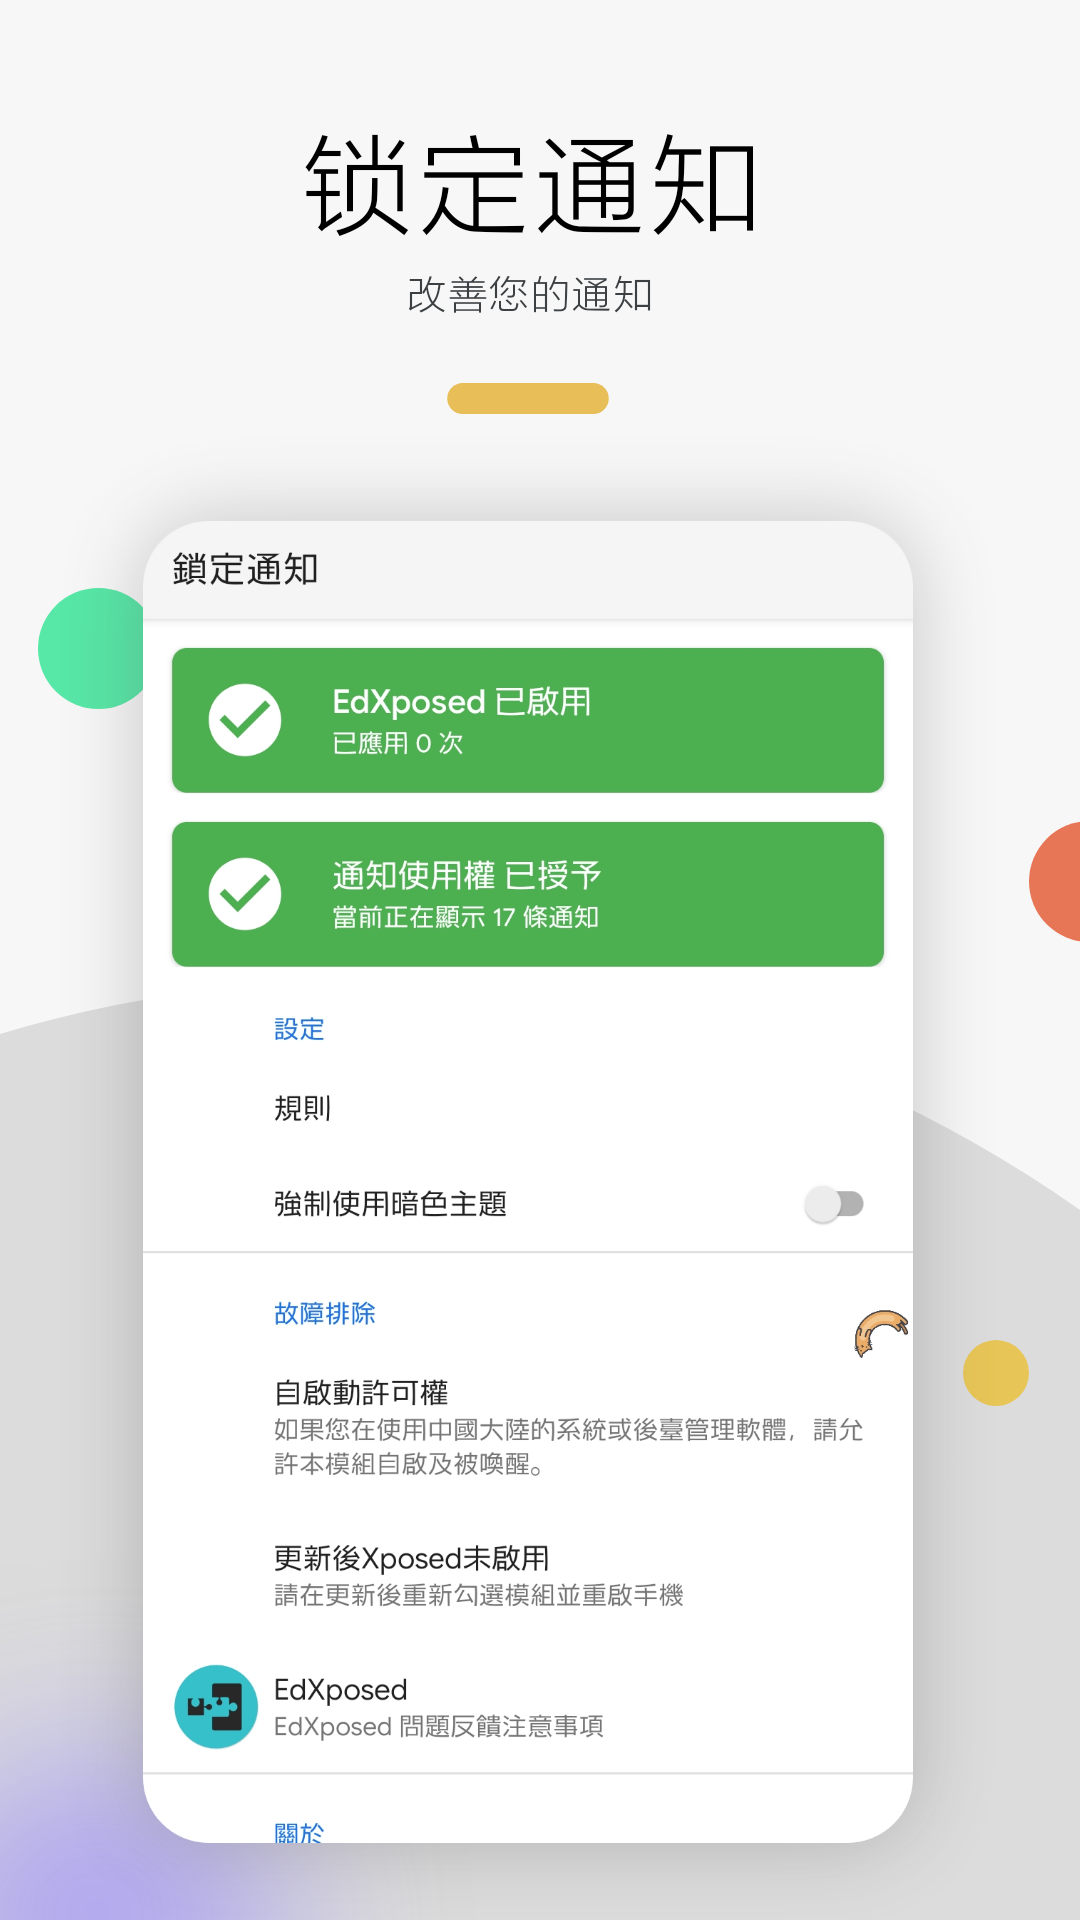 锁定通知
改善您的通知
鎖定通知
EdXposed 已啟用
已應用 0 次
通知使用權 已授予
當前正在顯示 17 條通知
設定
規則
強制使用暗色主題
故障排除
自啟動許可權
如果您在使用中國大陸的系統或後臺管理軟體，請允
許本模組自啟及被喚醒。
更新後Xposed未啟用
請在更新後重新勾選模組並重啟手機
EdXposed
EdXposed 問題反饋注意事項
關於